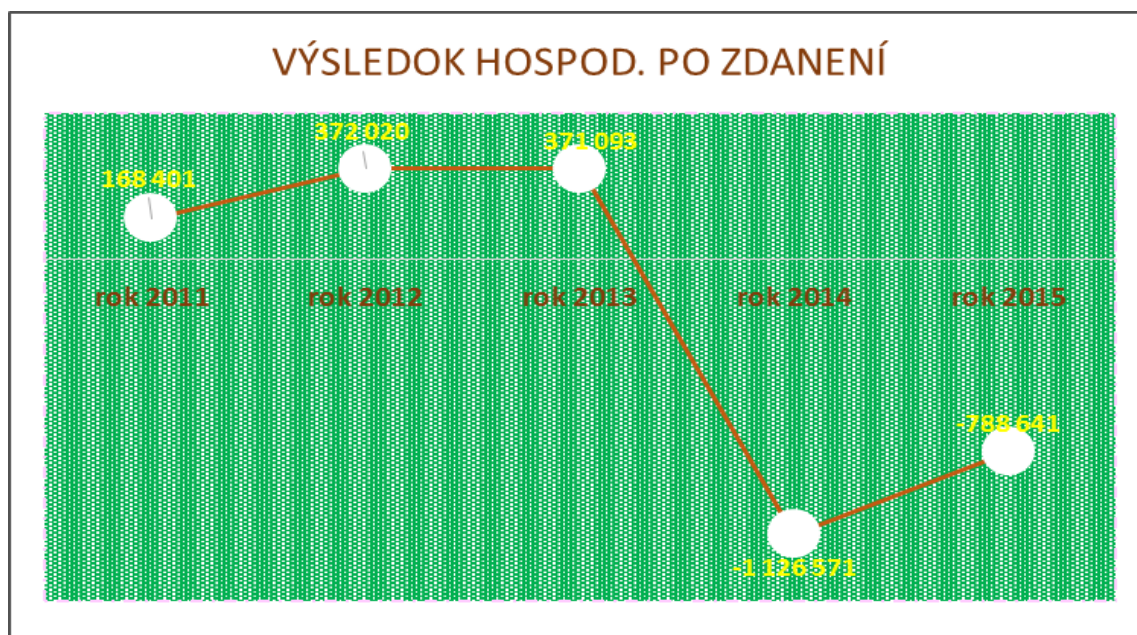 VÝSLEDOK HOSPOD. PO ZDANENÍ
168 401
372 020
371 093
rok 2011
rok 2012
rok 2013
rok 2014
rok 2015
-788 641
-1 126 571